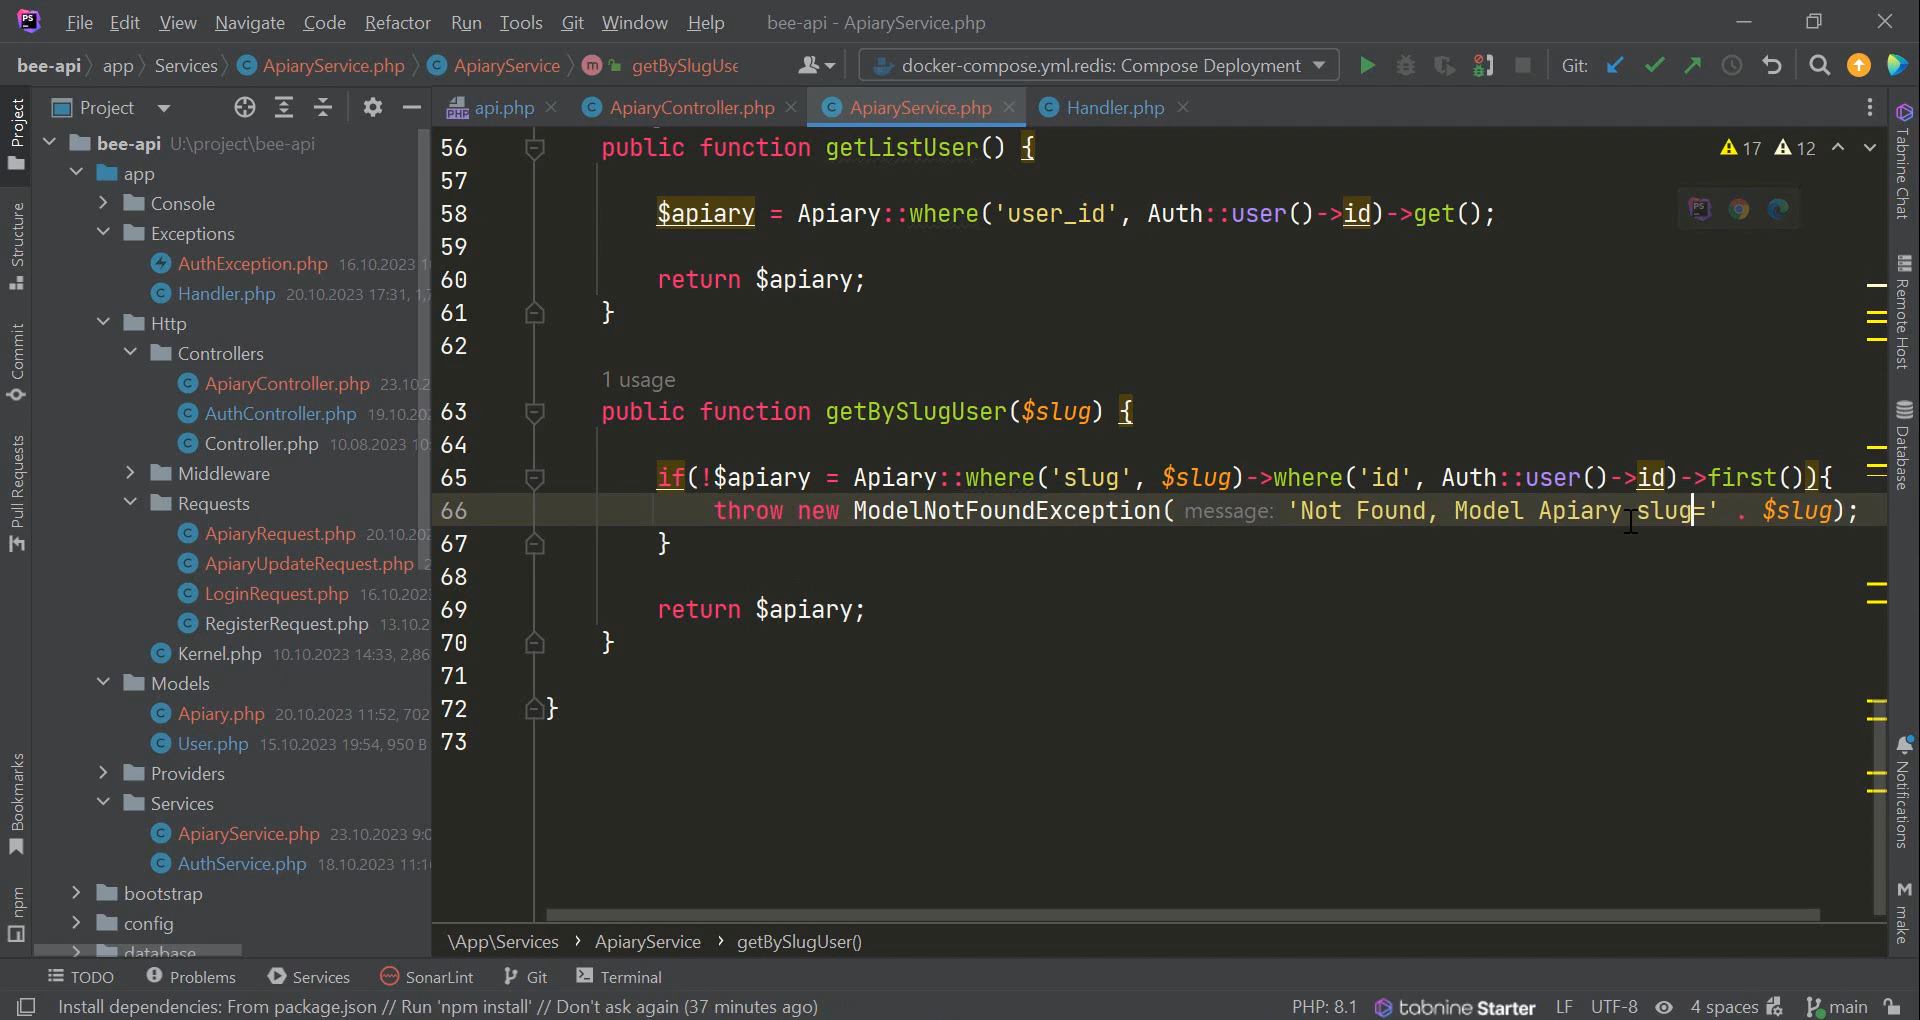 PS File Edit View Navigate Code Refactor Run Tools Git Window Help bee-api - ApiaryService.php
bee-api app Services ApiaryService.php ApiaryService getBySlugUse docker-compose.yml.redis: Compose Deployment Git:
Project
api.php ApiaryController.php ApiaryService.php Handler.php
bee-api U:\project\bee-api
app
Console
Exceptions
AuthException.php 16.10.2023 1
Handler.php 20.10.2023 17:31, 1,7
Http
Controllers
ApiaryController.php 23.10.2
AuthController.php 19.10.20
Controller.php 10.08.2023 10
Middleware
Requests
ApiaryRequest.php 20.10.20
ApiaryUpdateRequest.php 2
LoginRequest.php 16.10.202
RegisterRequest.php 13.10.2
Kernel.php 10.10.2023 14:33, 2,86
Models
Apiary.php 20.10.2023 11:52, 702
User.php 15.10.2023 19:54, 950 B
Providers
Services
ApiaryService.php 23.10.2023 9:0
AuthService.php 18.10.2023 11:1
bootstrap
config
database
56 public function getListUser() {
57
58 $apiary = Apiary::where('user_id', Auth::user()->id)->get();
59
60 return $apiary;
61 }
62
1 usage
63 public function getBySlugUser($slug) {
64
65 if(!$apiary = Apiary::where('slug', $slug)->where('id', Auth::user()->id)->first()){
66 throw new ModelNotFoundException( message: 'Not Found, Model Apiary slug=' . $slug);
67 }
68
69 return $apiary;
70 }
71
72 }
73
17 12
\App\Services › ApiaryService › getBySlugUser()
Project
Structure
Commit
Pull Requests
Bookmarks
npm
Tabnine Chat
Remote Host
Database
Notifications
make
TODO Problems Services SonarLint Git Terminal
Install dependencies: From package.json // Run 'npm install' // Don't ask again (37 minutes ago) PHP: 8.1 tabnine Starter LF UTF-8 4 spaces main